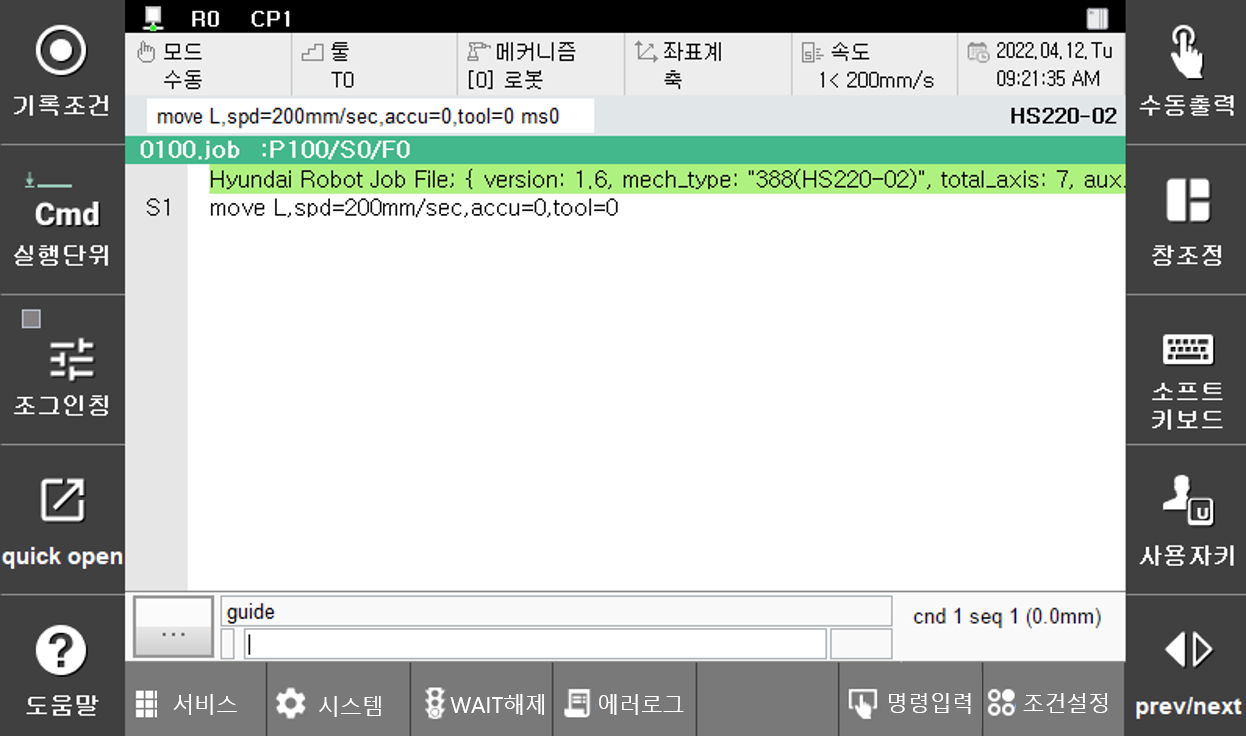 R0 CP1
기록조건
Cmd
실행단위
조그인칭
quick open
도움말
모드
수동
툴
T0
메커니즘
[0] 로봇
좌표계
축
속도
1< 200mm/s
2022.04.12.Tu
09:21:35 AM
move L,spd=200mm/sec,accu=0,tool=0 ms0
HS220-02
0100.job :P100/S0/F0
Hyundai Robot Job File; { version: 1.6, mech_type: "388(HS220-02)", total_axis: 7, aux.
S1 move L,spd=200mm/sec,accu=0,tool=0
...
guide
cnd 1 seq 1 (0.0mm)
서비스
시스템
WAIT해제
에러로그
명령입력
조건설정
수동출력
창조정
소프트
키보드
U
사용자키
prev/next